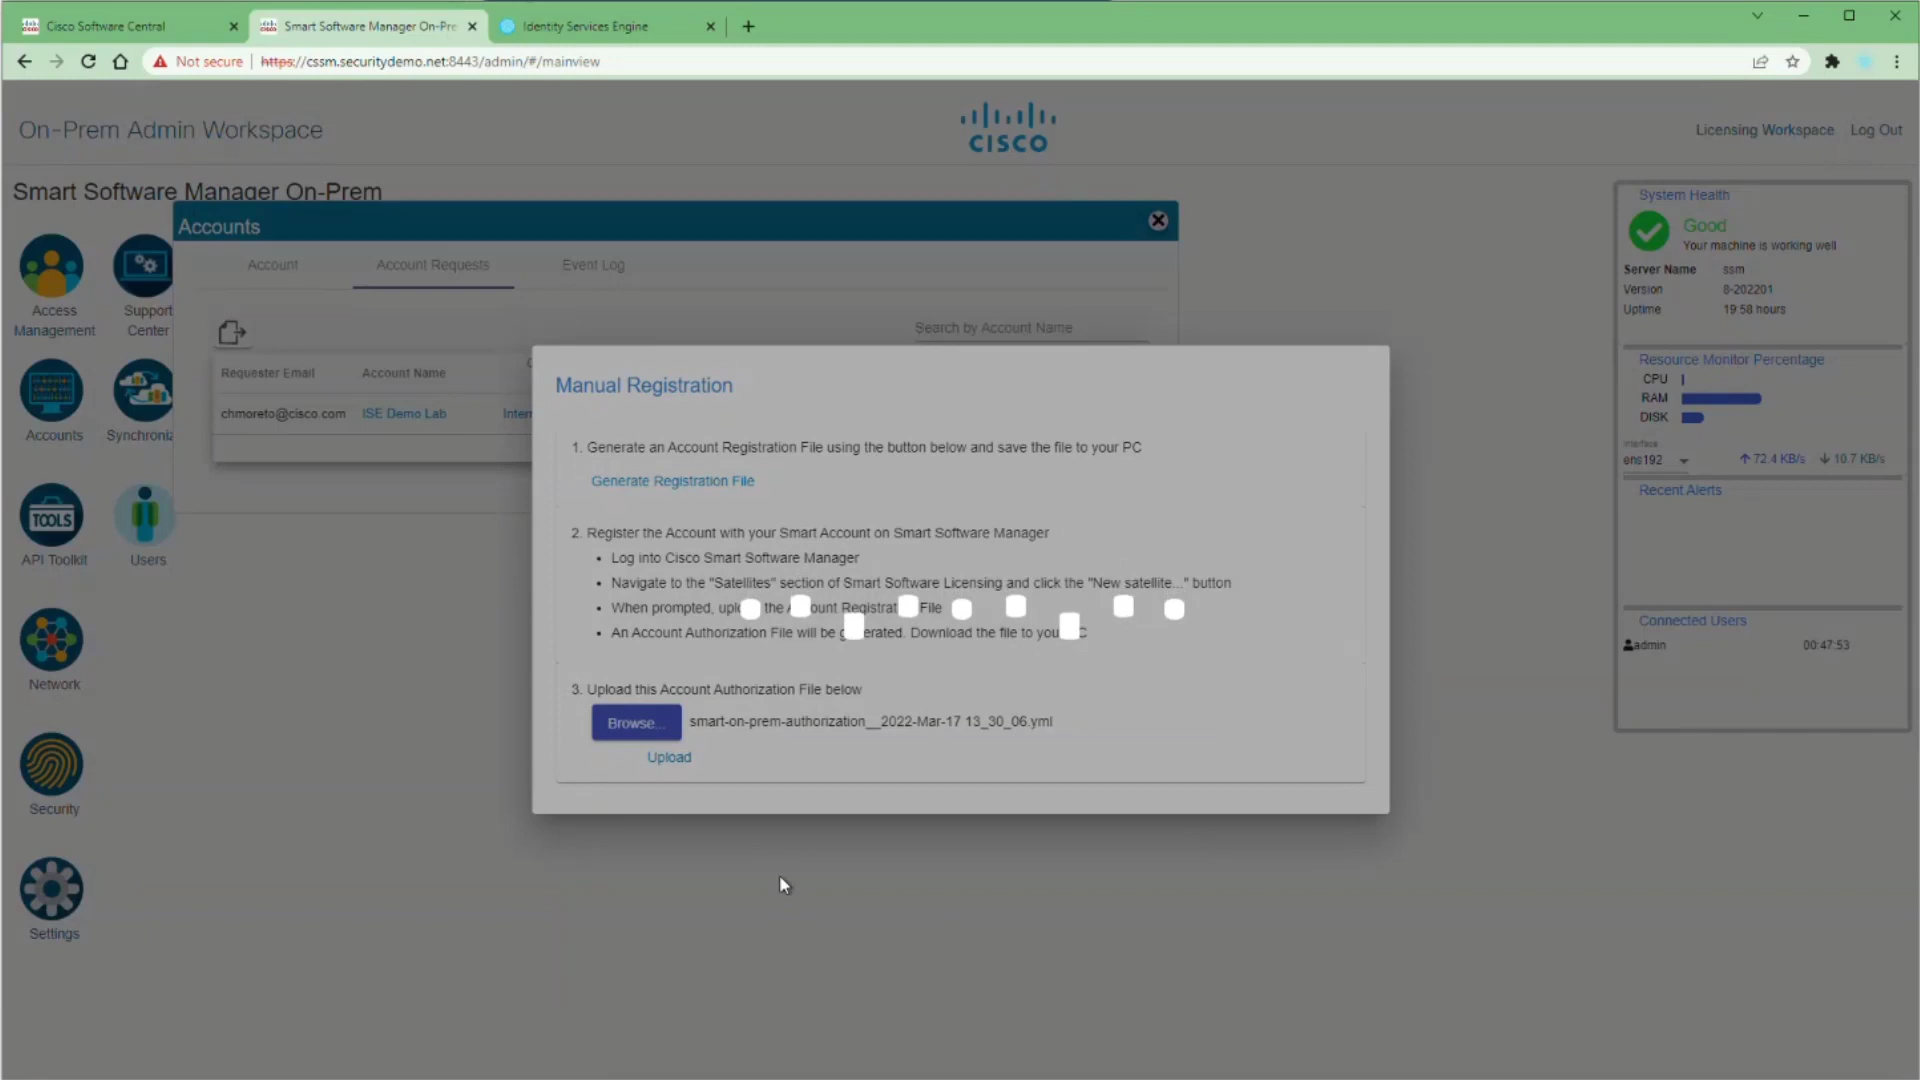 Cisco Software Central
Smart Software Manager On-Pre
Identity Services Engine
Not secure
https://cssm.securitydemo.net:8443/admin/#/mainview
On-Prem Admin Workspace
CISCO
Licensing Workspace
Log Out
Smart Software Manager On-Prem
Access Management
Support Center
Accounts
Synchroniz
TOOLS
API Toolkit
Users
Network
Security
Settings
Accounts
Account
Account Requests
Event Log
Search by Account Name
Requester Email
Account Name
chmoreto@cisco.com
ISE Demo Lab
Intern
Manual Registration
1. Generate an Account Registration File using the button below and save the file to your PC
Generate Registration File
2. Register the Account with your Smart Account on Smart Software Manager
• Log into Cisco Smart Software Manager
• Navigate to the "Satellites" section of Smart Software Licensing and click the "New satellite..." button
• When prompted, the File
• An Account Authorization File will be Download the file to
3. Upload this Account Authorization File below
Browse...
smart-on-prem-authorization__2022-Mar-17 13_30_06.yml
Upload
System Health
Good
Your machine is working well
Server Name ssm
Version 8-202201
Uptime 19:58 hours
Resource Monitor Percentage
CPU
RAM
DISK
Interface
ens192
72.4 KB/s
10.7 KB/s
Recent Alerts
Connected Users
admin 00:47:53